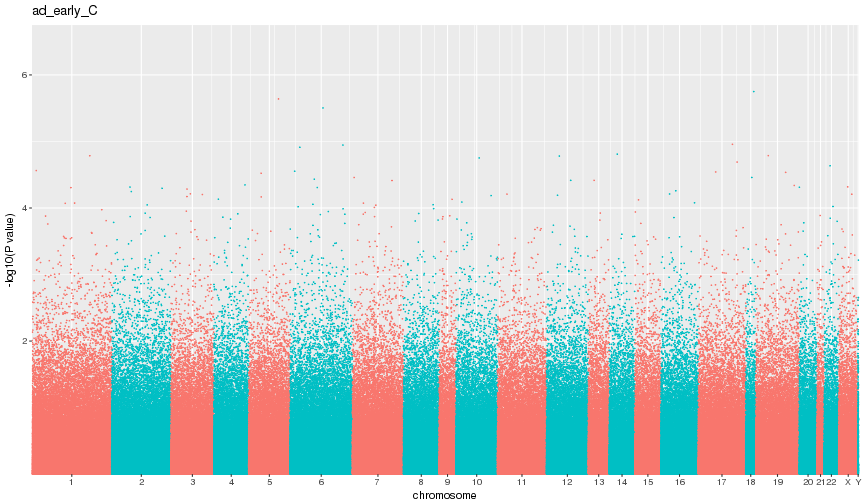 ad_early_C
-log10(P value)
6
4
2
1 2 3 4 5 6 7 8 9 10 11 12 13 14 15 16 17 18 19 20 21 22 X Y
chromosome